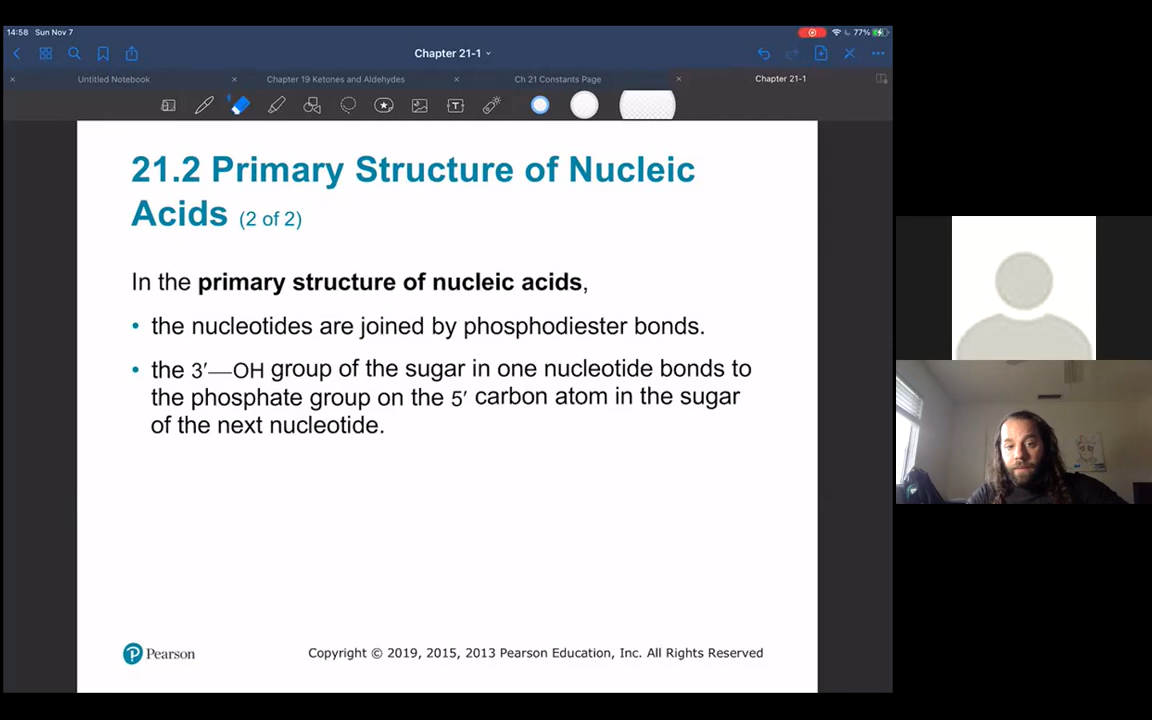 14:58 Sun Nov 7 77%
Chapter 21-1
Untitled Notebook Chapter 19 Ketones and Aldehydes Ch 21 Constants Page Chapter 21-1
21.2 Primary Structure of Nucleic
Acids (2 of 2)
In the primary structure of nucleic acids,
• the nucleotides are joined by phosphodiester bonds.
• the 3′—OH group of the sugar in one nucleotide bonds to
the phosphate group on the 5′ carbon atom in the sugar
of the next nucleotide.
Pearson Copyright © 2019, 2015, 2013 Pearson Education, Inc. All Rights Reserved